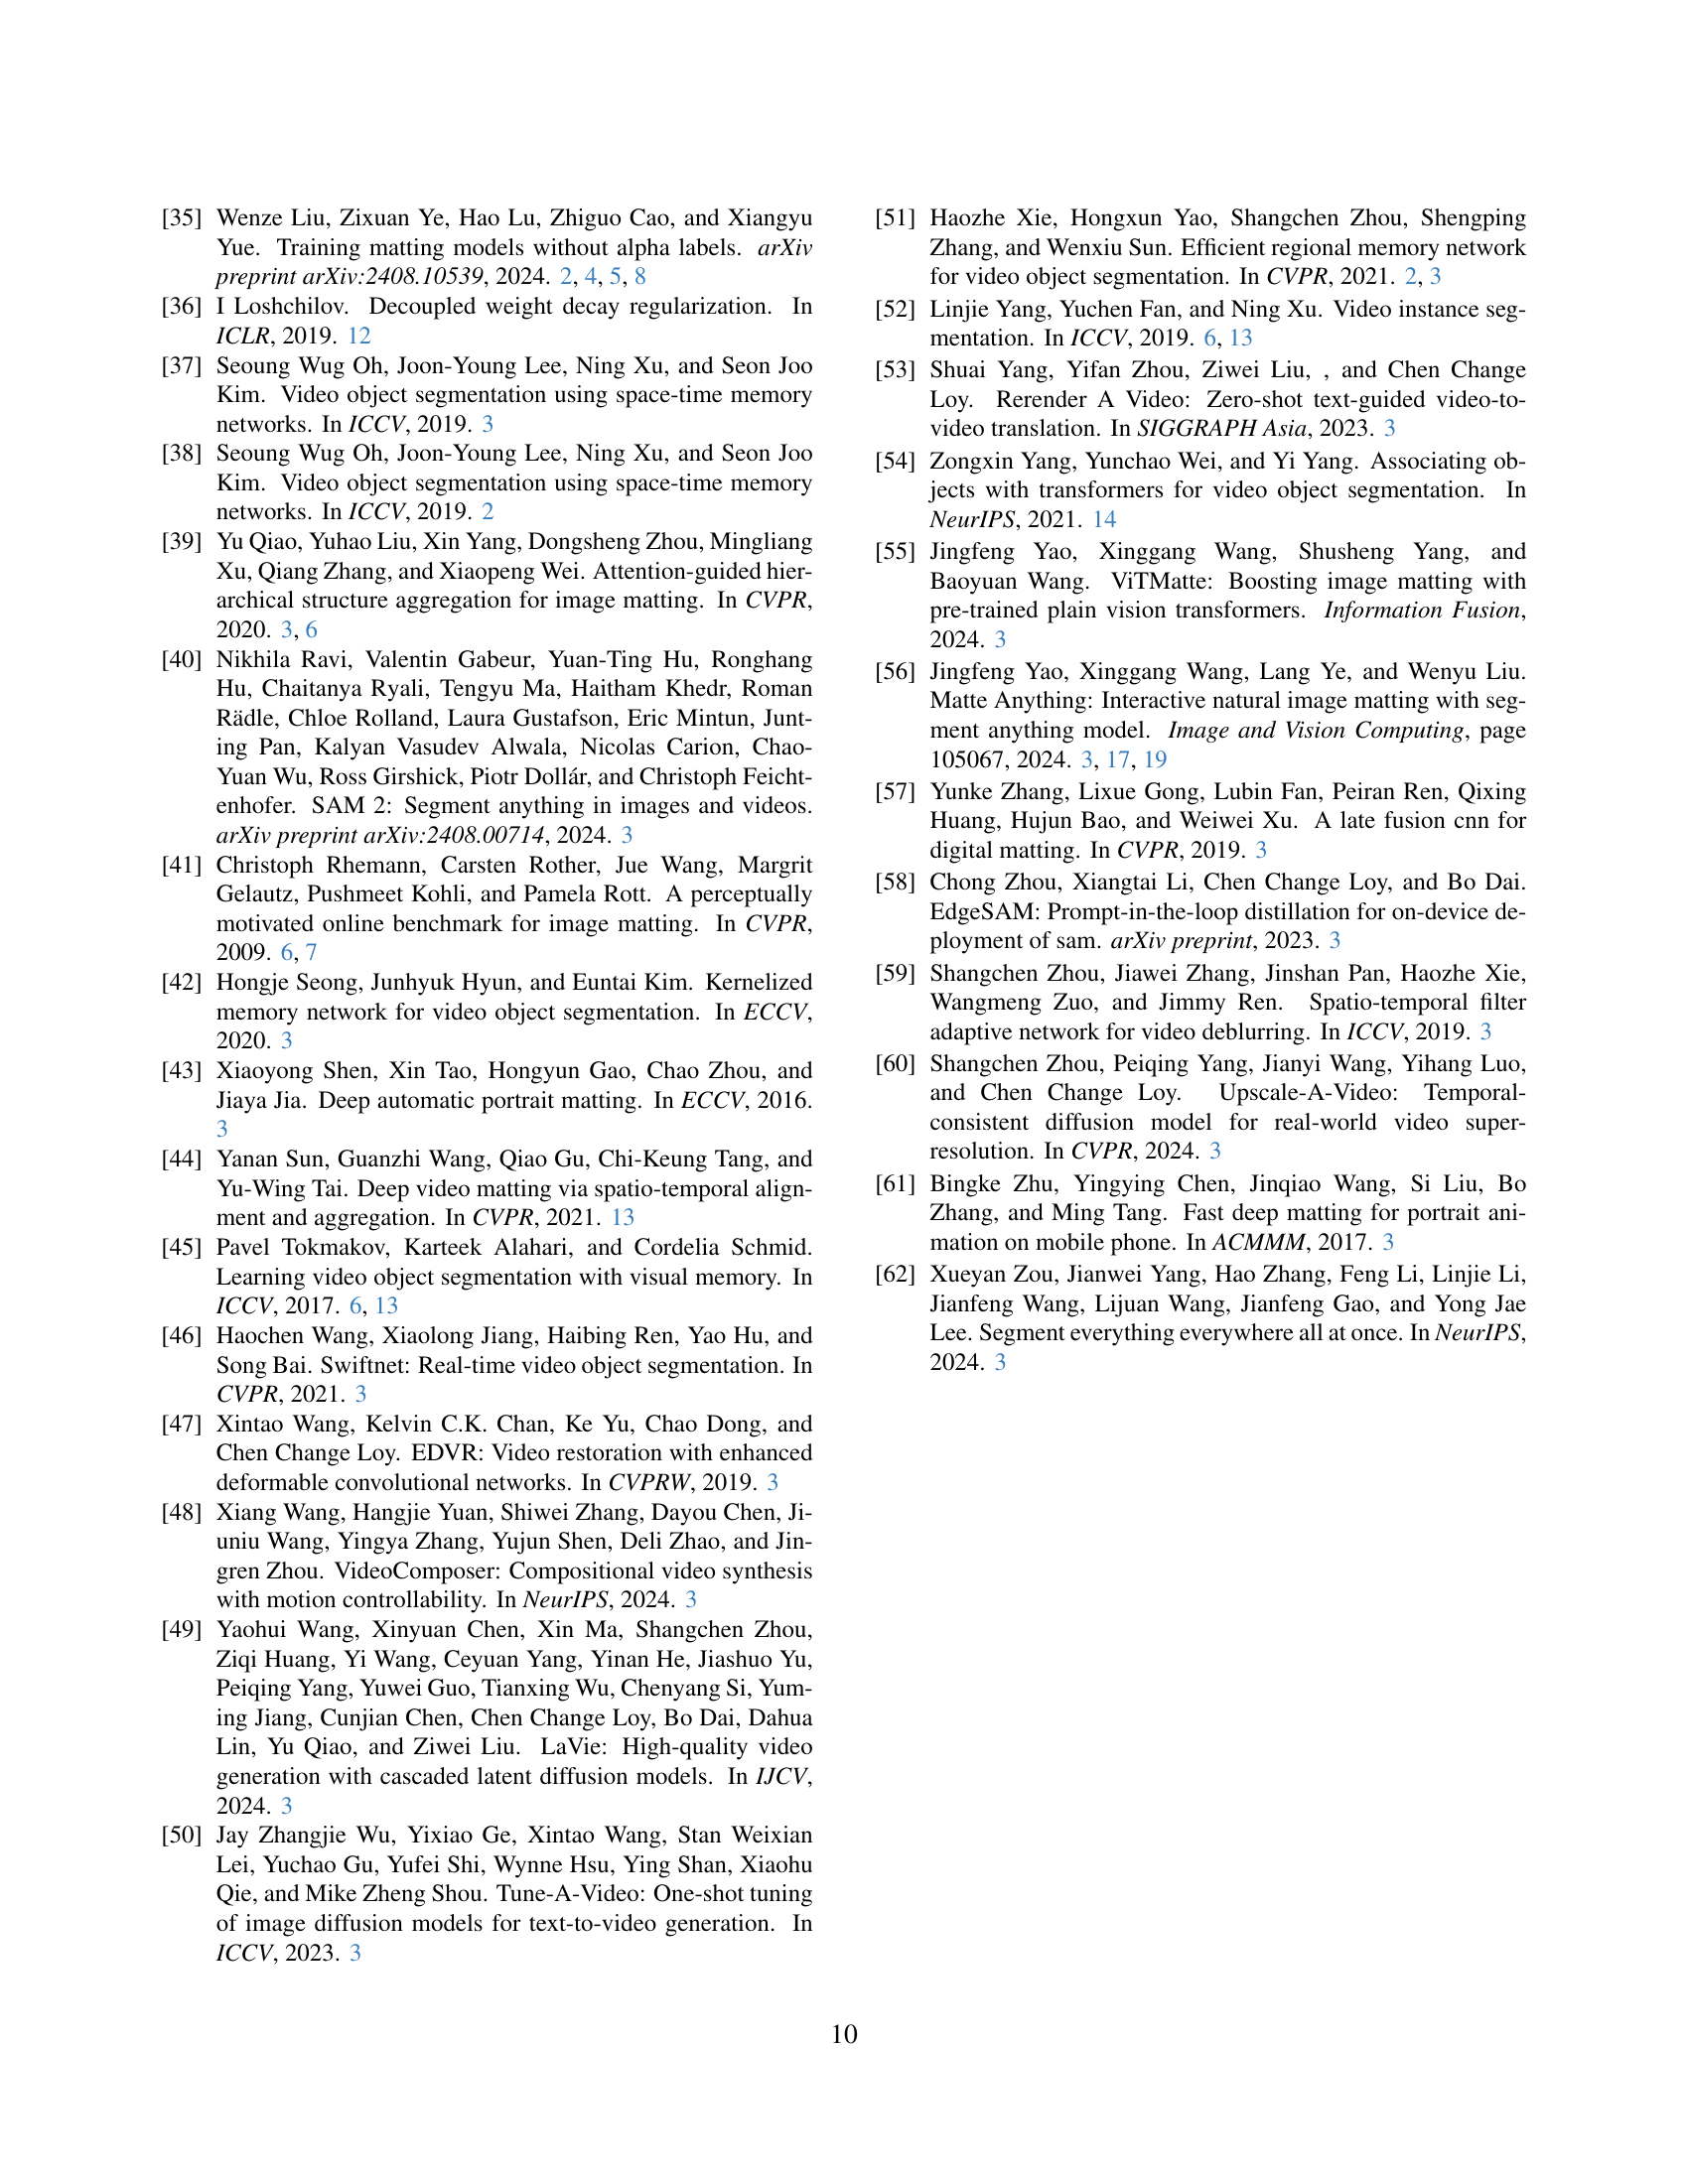 [35] Wenze Liu, Zixuan Ye, Hao Lu, Zhiguo Cao, and Xiangyu
Yue. Training matting models without alpha labels. arXiv
preprint arXiv:2408.10539, 2024. 2, 4, 5, 8
[36] I Loshchilov. Decoupled weight decay regularization. In
ICLR, 2019. 12
[37] Seoung Wug Oh, Joon-Young Lee, Ning Xu, and Seon Joo
Kim. Video object segmentation using space-time memory
networks. In ICCV, 2019. 3
[38] Seoung Wug Oh, Joon-Young Lee, Ning Xu, and Seon Joo
Kim. Video object segmentation using space-time memory
networks. In ICCV, 2019. 2
[39] Yu Qiao, Yuhao Liu, Xin Yang, Dongsheng Zhou, Mingliang
Xu, Qiang Zhang, and Xiaopeng Wei. Attention-guided hier-
archical structure aggregation for image matting. In CVPR,
2020. 3, 6
[40] Nikhila Ravi, Valentin Gabeur, Yuan-Ting Hu, Ronghang
Hu, Chaitanya Ryali, Tengyu Ma, Haitham Khedr, Roman
Rädle, Chloe Rolland, Laura Gustafson, Eric Mintun, Junt-
ing Pan, Kalyan Vasudev Alwala, Nicolas Carion, Chao-
Yuan Wu, Ross Girshick, Piotr Dollár, and Christoph Feicht-
enhofer. SAM 2: Segment anything in images and videos.
arXiv preprint arXiv:2408.00714, 2024. 3
[41] Christoph Rhemann, Carsten Rother, Jue Wang, Margrit
Gelautz, Pushmeet Kohli, and Pamela Rott. A perceptually
motivated online benchmark for image matting. In CVPR,
2009. 6, 7
[42] Hongje Seong, Junhyuk Hyun, and Euntai Kim. Kernelized
memory network for video object segmentation. In ECCV,
2020. 3
[43] Xiaoyong Shen, Xin Tao, Hongyun Gao, Chao Zhou, and
Jiaya Jia. Deep automatic portrait matting. In ECCV, 2016.
3
[44] Yanan Sun, Guanzhi Wang, Qiao Gu, Chi-Keung Tang, and
Yu-Wing Tai. Deep video matting via spatio-temporal align-
ment and aggregation. In CVPR, 2021. 13
[45] Pavel Tokmakov, Karteek Alahari, and Cordelia Schmid.
Learning video object segmentation with visual memory. In
ICCV, 2017. 6, 13
[46] Haochen Wang, Xiaolong Jiang, Haibing Ren, Yao Hu, and
Song Bai. Swiftnet: Real-time video object segmentation. In
CVPR, 2021. 3
[47] Xintao Wang, Kelvin C.K. Chan, Ke Yu, Chao Dong, and
Chen Change Loy. EDVR: Video restoration with enhanced
deformable convolutional networks. In CVPRW, 2019. 3
[48] Xiang Wang, Hangjie Yuan, Shiwei Zhang, Dayou Chen, Ji-
uniu Wang, Yingya Zhang, Yujun Shen, Deli Zhao, and Jin-
gren Zhou. VideoComposer: Compositional video synthesis
with motion controllability. In NeurIPS, 2024. 3
[49] Yaohui Wang, Xinyuan Chen, Xin Ma, Shangchen Zhou,
Ziqi Huang, Yi Wang, Ceyuan Yang, Yinan He, Jiashuo Yu,
Peiqing Yang, Yuwei Guo, Tianxing Wu, Chenyang Si, Yum-
ing Jiang, Cunjian Chen, Chen Change Loy, Bo Dai, Dahua
Lin, Yu Qiao, and Ziwei Liu. LaVie: High-quality video
generation with cascaded latent diffusion models. In IJCV,
2024. 3
[50] Jay Zhangjie Wu, Yixiao Ge, Xintao Wang, Stan Weixian
Lei, Yuchao Gu, Yufei Shi, Wynne Hsu, Ying Shan, Xiaohu
Qie, and Mike Zheng Shou. Tune-A-Video: One-shot tuning
of image diffusion models for text-to-video generation. In
ICCV, 2023. 3
[51] Haozhe Xie, Hongxun Yao, Shangchen Zhou, Shengping
Zhang, and Wenxiu Sun. Efficient regional memory network
for video object segmentation. In CVPR, 2021. 2, 3
[52] Linjie Yang, Yuchen Fan, and Ning Xu. Video instance seg-
mentation. In ICCV, 2019. 6, 13
[53] Shuai Yang, Yifan Zhou, Ziwei Liu, , and Chen Change
Loy. Rerender A Video: Zero-shot text-guided video-to-
video translation. In SIGGRAPH Asia, 2023. 3
[54] Zongxin Yang, Yunchao Wei, and Yi Yang. Associating ob-
jects with transformers for video object segmentation. In
NeurIPS, 2021. 14
[55] Jingfeng Yao, Xinggang Wang, Shusheng Yang, and
Baoyuan Wang. ViTMatte: Boosting image matting with
pre-trained plain vision transformers. Information Fusion,
2024. 3
[56] Jingfeng Yao, Xinggang Wang, Lang Ye, and Wenyu Liu.
Matte Anything: Interactive natural image matting with seg-
ment anything model. Image and Vision Computing, page
105067, 2024. 3, 17, 19
[57] Yunke Zhang, Lixue Gong, Lubin Fan, Peiran Ren, Qixing
Huang, Hujun Bao, and Weiwei Xu. A late fusion cnn for
digital matting. In CVPR, 2019. 3
[58] Chong Zhou, Xiangtai Li, Chen Change Loy, and Bo Dai.
EdgeSAM: Prompt-in-the-loop distillation for on-device de-
ployment of sam. arXiv preprint, 2023. 3
[59] Shangchen Zhou, Jiawei Zhang, Jinshan Pan, Haozhe Xie,
Wangmeng Zuo, and Jimmy Ren. Spatio-temporal filter
adaptive network for video deblurring. In ICCV, 2019. 3
[60] Shangchen Zhou, Peiqing Yang, Jianyi Wang, Yihang Luo,
and Chen Change Loy. Upscale-A-Video: Temporal-
consistent diffusion model for real-world video super-
resolution. In CVPR, 2024. 3
[61] Bingke Zhu, Yingying Chen, Jinqiao Wang, Si Liu, Bo
Zhang, and Ming Tang. Fast deep matting for portrait ani-
mation on mobile phone. In ACMMM, 2017. 3
[62] Xueyan Zou, Jianwei Yang, Hao Zhang, Feng Li, Linjie Li,
Jianfeng Wang, Lijuan Wang, Jianfeng Gao, and Yong Jae
Lee. Segment everything everywhere all at once. In NeurIPS,
2024. 3
10